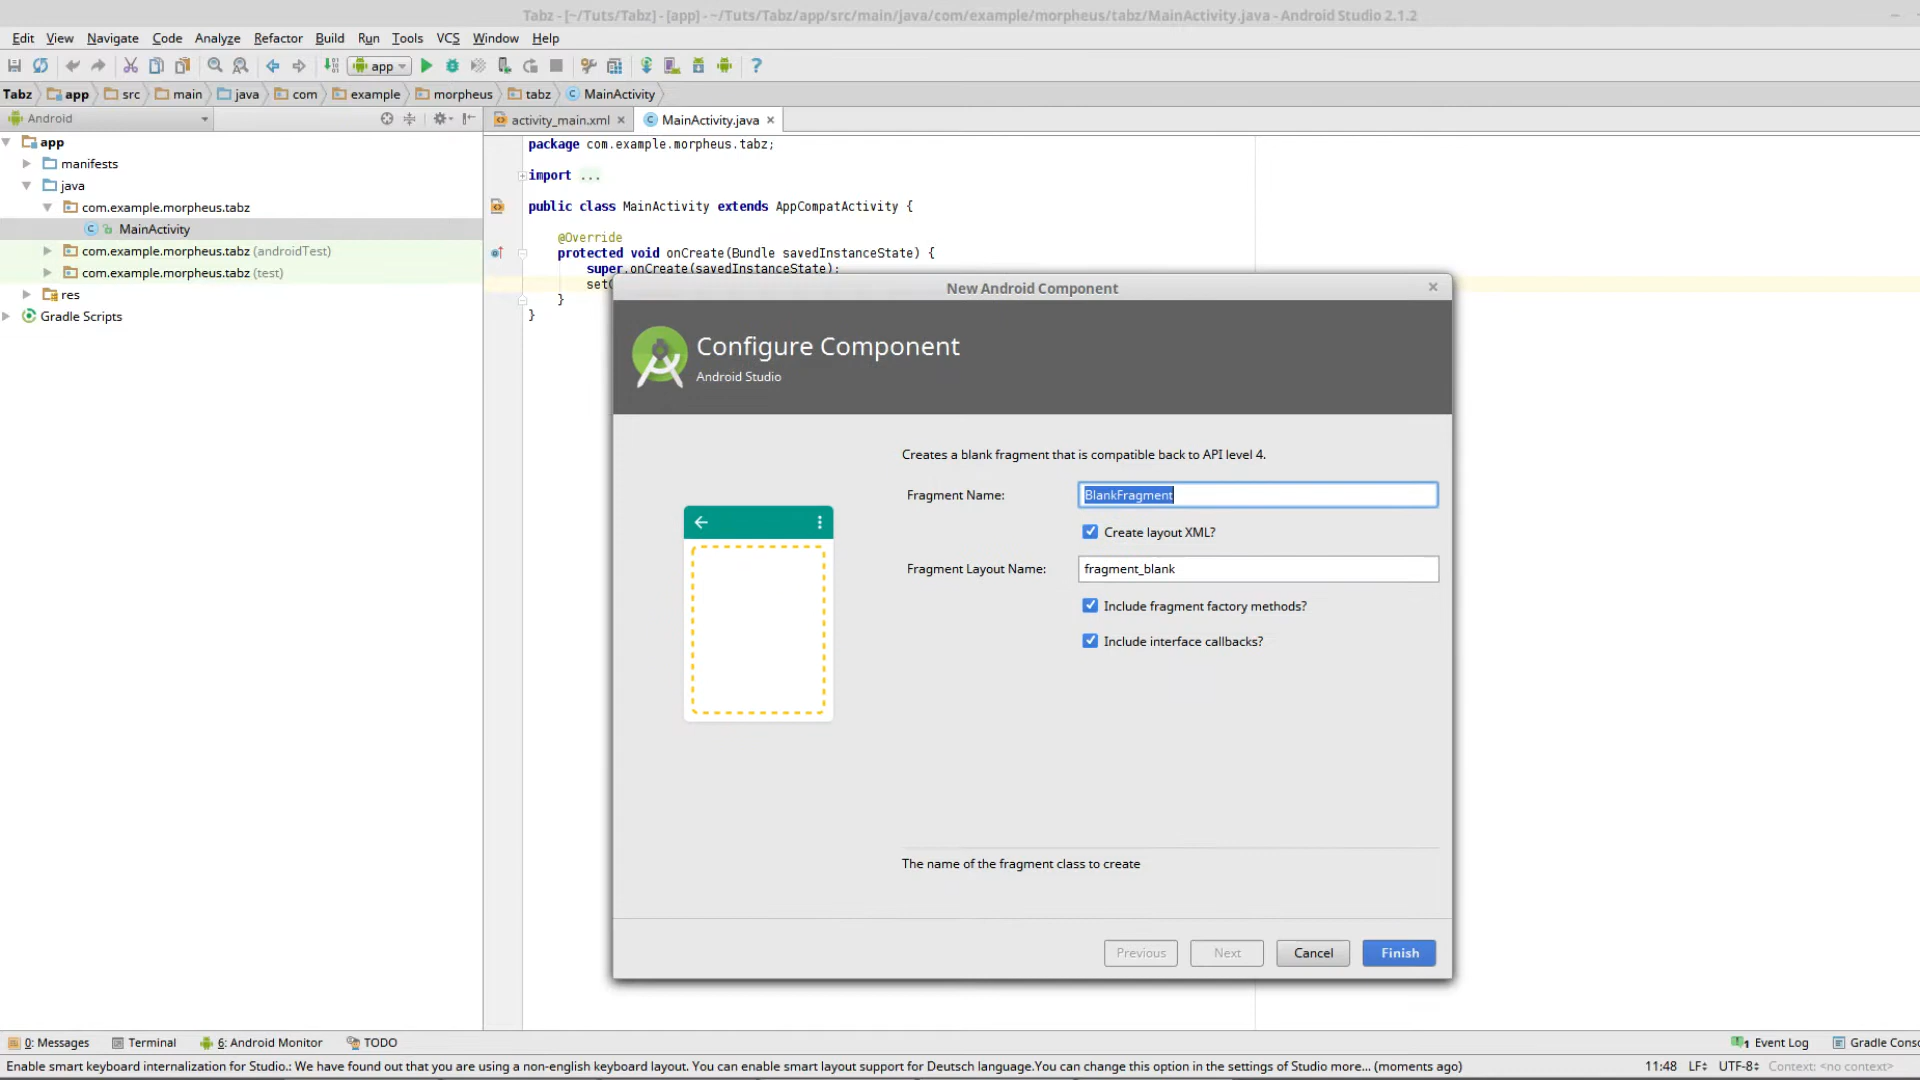 Tabz - [~/Tuts/Tabz] - [app] - ~/Tuts/Tabz/app/src/main/java/com/example/morpheus/tabz/MainActivity.java - Android Studio 2.1.2
Edit View Navigate Code Analyze Refactor Build Run Tools VCS Window Help
app
Tabz app src main java com example morpheus tabz MainActivity
Android
activity_main.xml MainActivity.java
app
manifests
java
com.example.morpheus.tabz
MainActivity
com.example.morpheus.tabz (androidTest)
com.example.morpheus.tabz (test)
res
Gradle Scripts
package com.example.morpheus.tabz;
import ...
public class MainActivity extends AppCompatActivity {
@Override
protected void onCreate(Bundle savedInstanceState) {
super.onCreate(savedInstanceState);
set
}
}
New Android Component
Configure Component
Android Studio
Creates a blank fragment that is compatible back to API level 4.
Fragment Name: BlankFragment
Create layout XML?
Fragment Layout Name: fragment_blank
Include fragment factory methods?
Include interface callbacks?
The name of the fragment class to create
Previous Next Cancel Finish
0: Messages Terminal 6: Android Monitor TODO 1 Event Log Gradle Conso
Enable smart keyboard internalization for Studio.: We have found out that you are using a non-english keyboard layout. You can enable smart layout support for Deutsch language.You can change this option in the settings of Studio more... (moments ago) 11:48 LF UTF-8 Context: <no context>